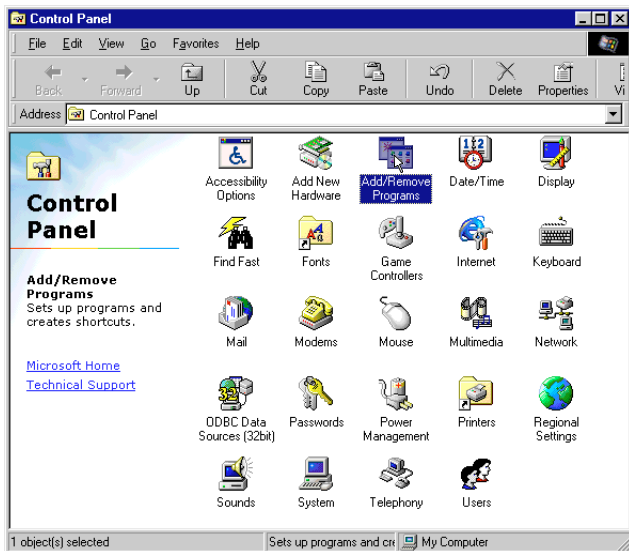 Control Panel
File Edit View Go Favorites Help
Back Forward Up Cut Copy Paste Undo Delete Properties Vi
Address Control Panel
Control
Panel
Add/Remove
Programs
Sets up programs and
creates shortcuts.
Microsoft Home
Technical Support
Accessibility
Options
Add New
Hardware
Add/Remove
Programs
Date/Time
Display
Find Fast
Fonts
Game
Controllers
Internet
Keyboard
Mail
Modems
Mouse
Multimedia
Network
ODBC Data
Sources (32bit)
Passwords
Power
Management
Printers
Regional
Settings
Sounds
System
Telephony
Users
1 object(s) selected Sets up programs and cre My Computer